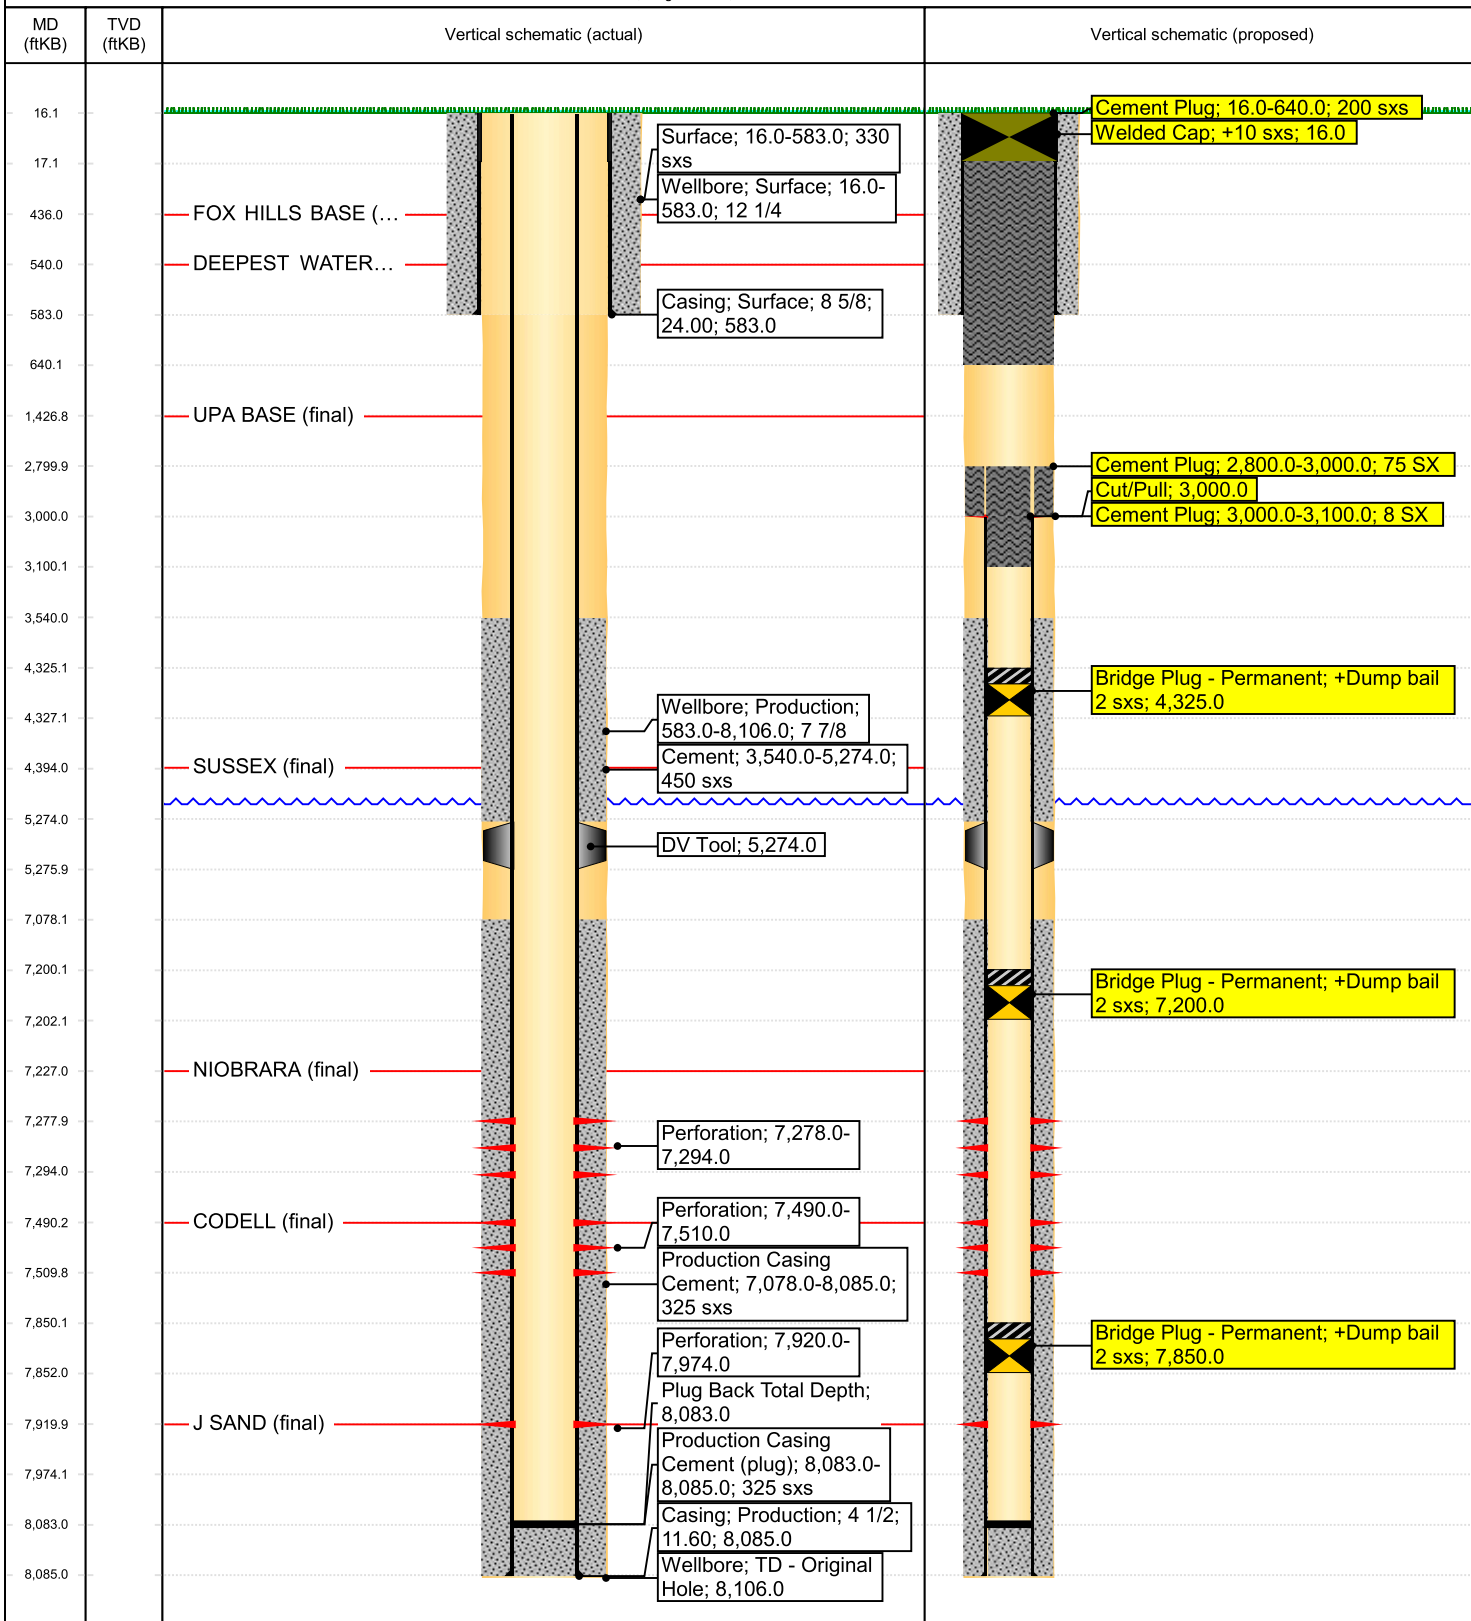 MD
(ftKB)
TVD
(ftKB)
Vertical schematic (actual)
Vertical schematic (proposed)
16.1
17.1
436.0
540.0
583.0
640.1
1,426.8
2,799.9
3,000.0
3,100.1
3,540.0
4,325.1
4,327.1
4,394.0
5,274.0
5,275.9
7,078.1
7,200.1
7,202.1
7,227.0
7,277.9
7,294.0
7,490.2
7,509.8
7,850.1
7,852.0
7,919.9
7,974.1
8,083.0
8,085.0
FOX HILLS BASE (...
DEEPEST WATER...
UPA BASE (final)
SUSSEX (final)
NIOBRARA (final)
CODELL (final)
J SAND (final)
Surface; 16.0-583.0; 330
sxs
Wellbore; Surface; 16.0-
583.0; 12 1/4
Casing; Surface; 8 5/8;
24.00; 583.0
Wellbore; Production;
583.0-8,106.0; 7 7/8
Cement; 3,540.0-5,274.0;
450 sxs
DV Tool; 5,274.0
Perforation; 7,278.0-
7,294.0
Perforation; 7,490.0-
7,510.0
Production Casing
Cement; 7,078.0-8,085.0;
325 sxs
Perforation; 7,920.0-
7,974.0
Plug Back Total Depth;
8,083.0
Production Casing
Cement (plug); 8,083.0-
8,085.0; 325 sxs
Casing; Production; 4 1/2;
11.60; 8,085.0
Wellbore; TD - Original
Hole; 8,106.0
Cement Plug; 16.0-640.0; 200 sxs
Welded Cap; +10 sxs; 16.0
Cement Plug; 2,800.0-3,000.0; 75 SX
Cut/Pull; 3,000.0
Cement Plug; 3,000.0-3,100.0; 8 SX
Bridge Plug - Permanent; +Dump bail
2 sxs; 4,325.0
Bridge Plug - Permanent; +Dump bail
2 sxs; 7,200.0
Bridge Plug - Permanent; +Dump bail
2 sxs; 7,850.0